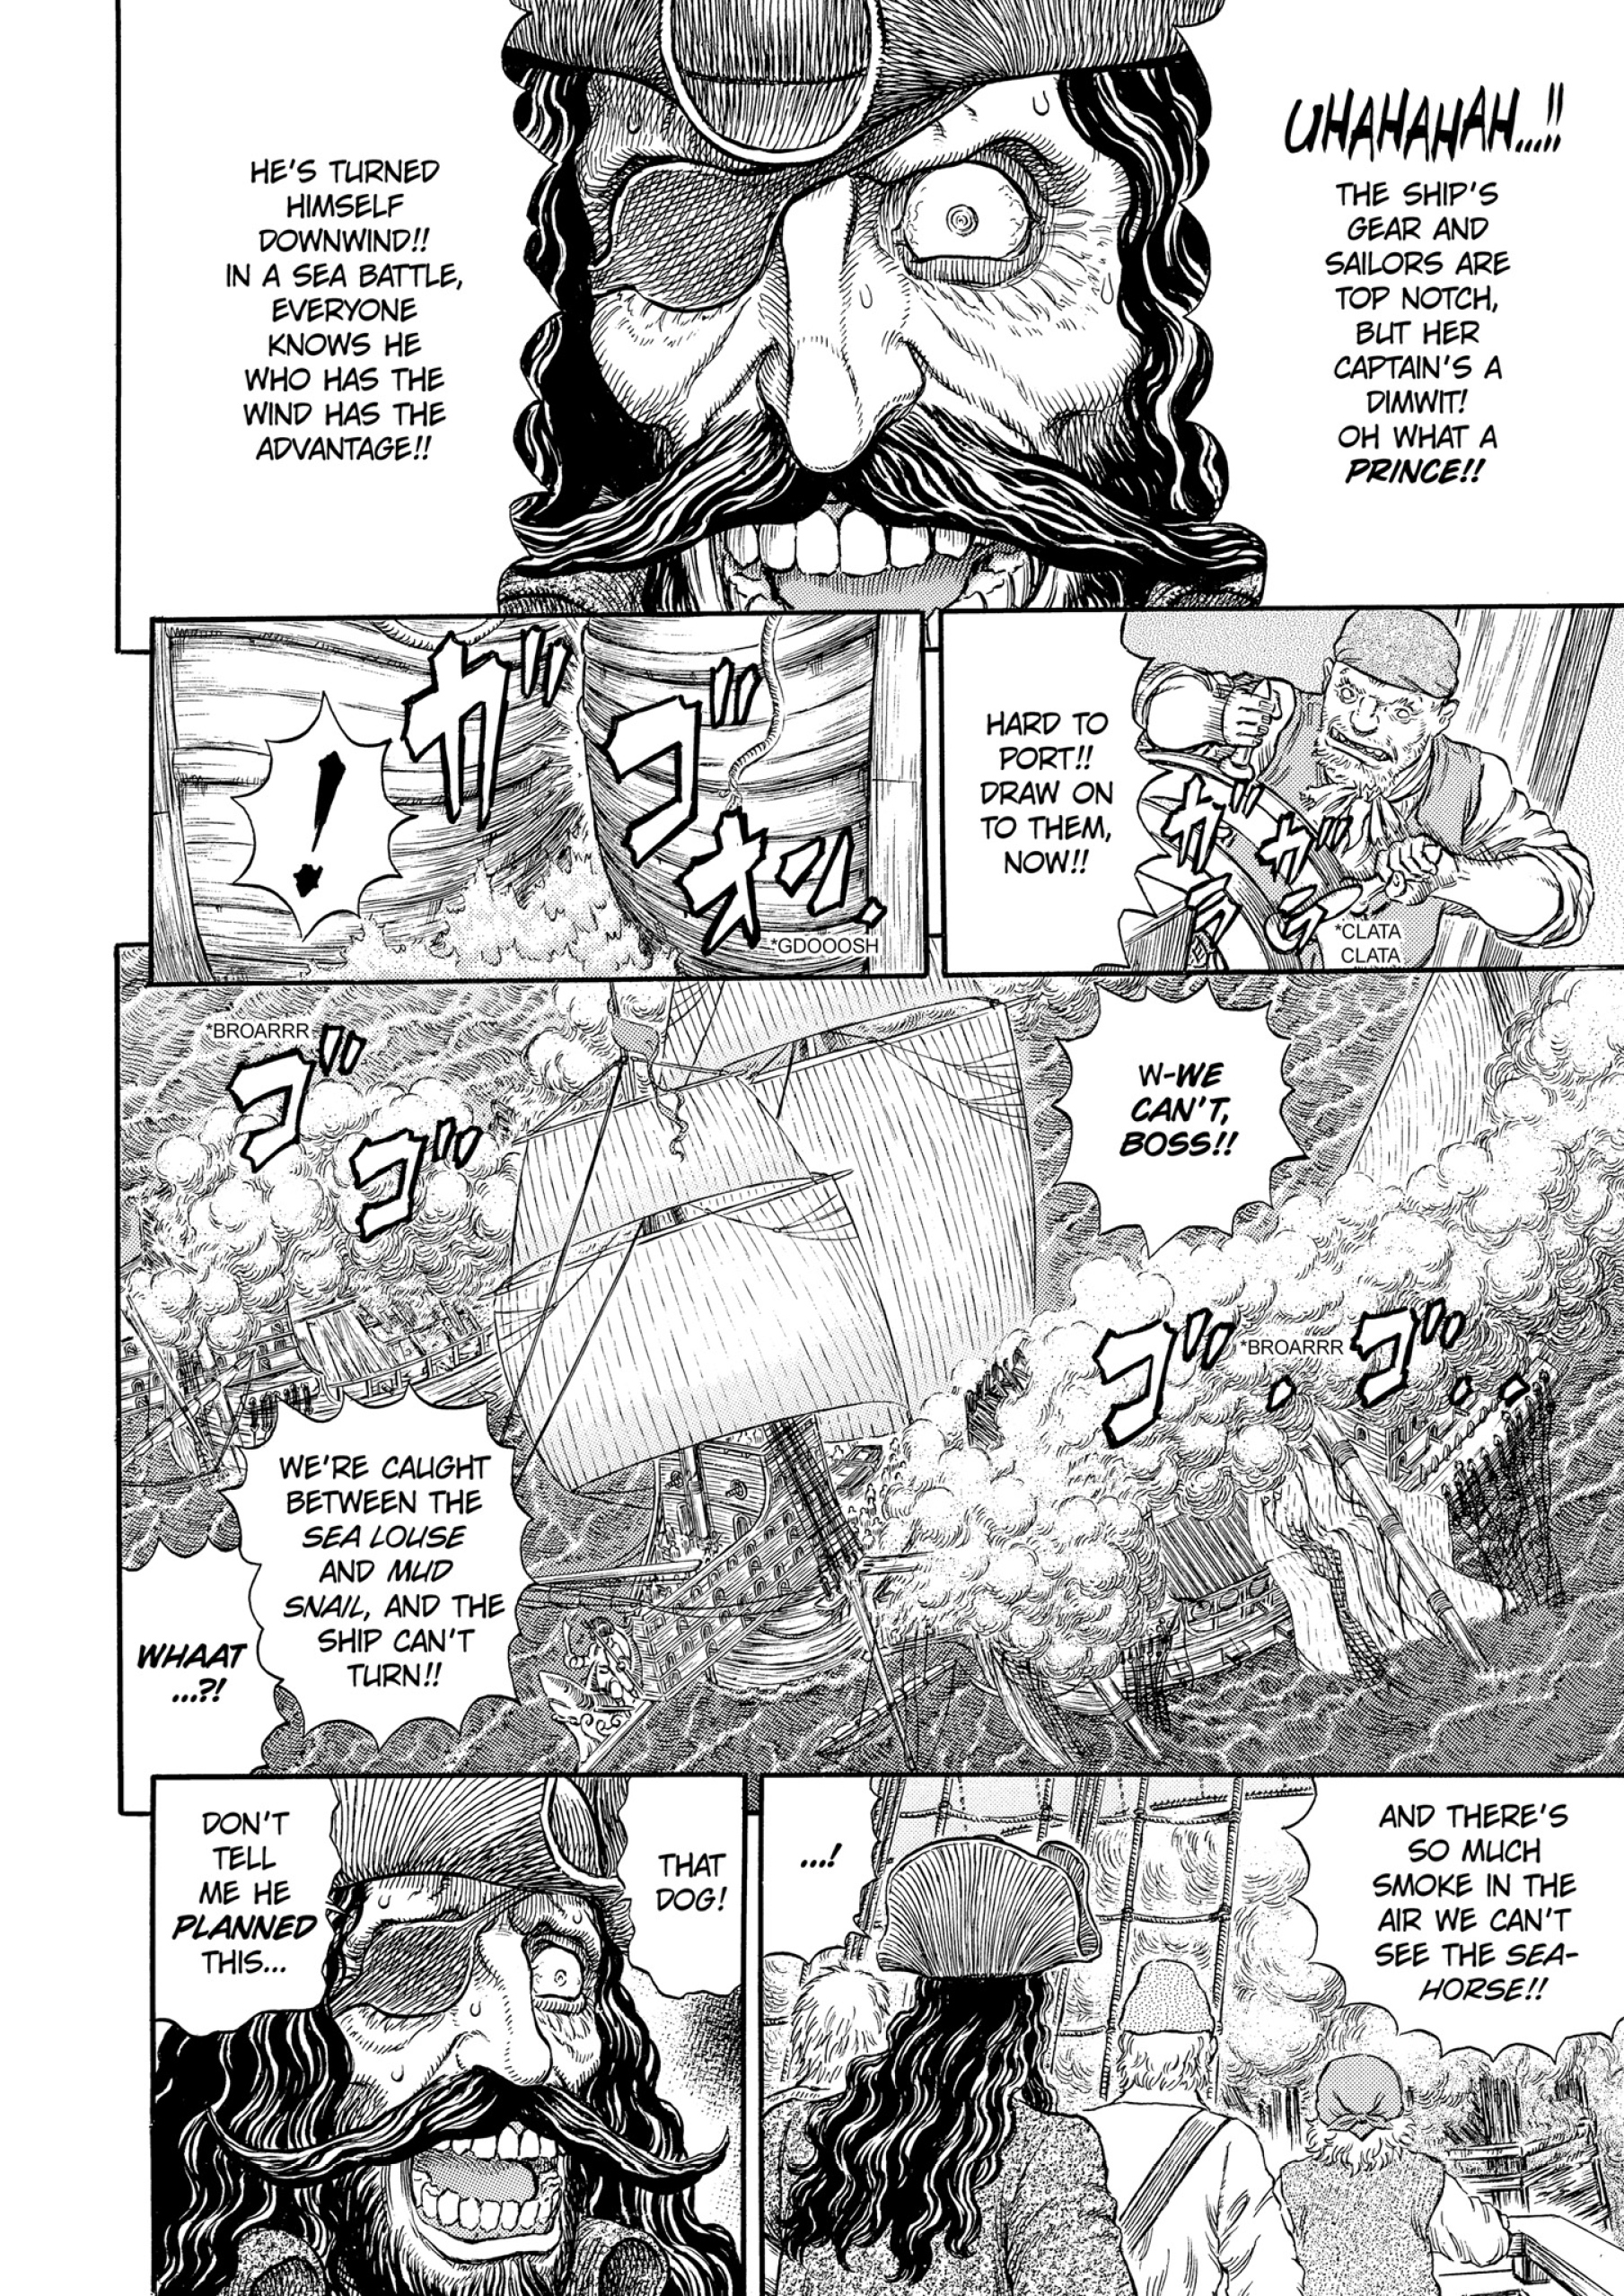 UHAHAHAH.....!!
THE SHIP'S
GEAR AND
SAILORS ARE
TOP NOTCH,
BUT HER
CAPTAIN'S A
DIMWIT!
OH WHAT A
PRINCE!!
HE'S TURNED
HIMSELF
DOWNWIND!!
IN A SEA BATTLE,
EVERYONE
KNOWS HE
WHO HAS THE
WIND HAS THE
ADVANTAGE!!
HARD TO
PORT!!
DRAW ON
TO THEM,
NOW!!
ガガガ
ララ
*CLATA
CLATA
ガゴオッ
*GDOOOSH
!
W-WE
CAN'T,
BOSS!!
*BROARRR
ゴゴ
*BROARRR
ゴゴ
WE'RE CAUGHT
BETWEEN THE
SEA LOUSE
AND MUD
SNAIL, AND THE
SHIP CAN'T
TURN!!
WHAAT
...?!
AND THERE'S
SO MUCH
SMOKE IN THE
AIR WE CAN'T
SEE THE SEA-
HORSE!!
...!
THAT
DOG!
DON'T
TELL
ME HE
PLANNED
THIS...